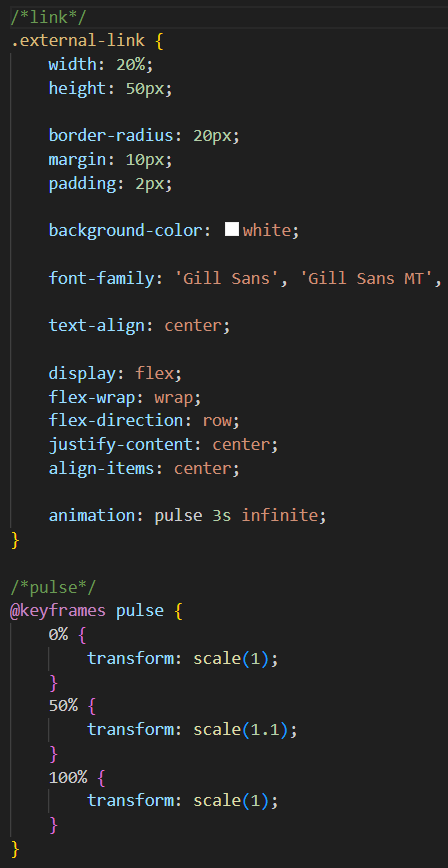 /*link*/
.external-link {
    width: 20%;
    height: 50px;

    border-radius: 20px;
    margin: 10px;
    padding: 2px;

    background-color: white;

    font-family: 'Gill Sans', 'Gill Sans MT',

    text-align: center;

    display: flex;
    flex-wrap: wrap;
    flex-direction: row;
    justify-content: center;
    align-items: center;

    animation: pulse 3s infinite;
}

/*pulse*/
@keyframes pulse {
    0% {
        transform: scale(1);
    }
    50% {
        transform: scale(1.1);
    }
    100% {
        transform: scale(1);
    }
}